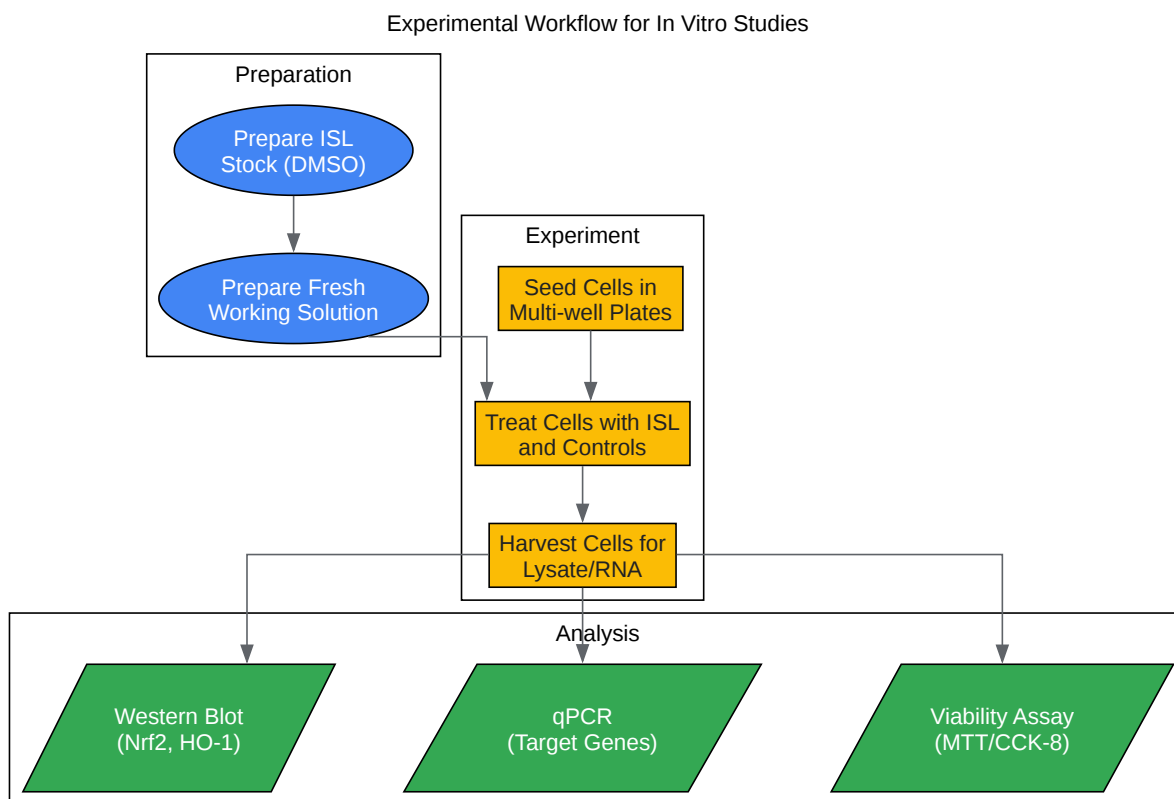 Experimental Workflow for In Vitro Studies
Preparation
Prepare ISL
Stock (DMSO)
Prepare Fresh
Working Solution
Experiment
Seed Cells in
Multi-well Plates
Treat Cells with ISL
and Controls
Harvest Cells for
Lysate/RNA
Analysis
Western Blot
(Nrf2, HO-1)
qPCR
(Target Genes)
Viability Assay
(MTT/CCK-8)